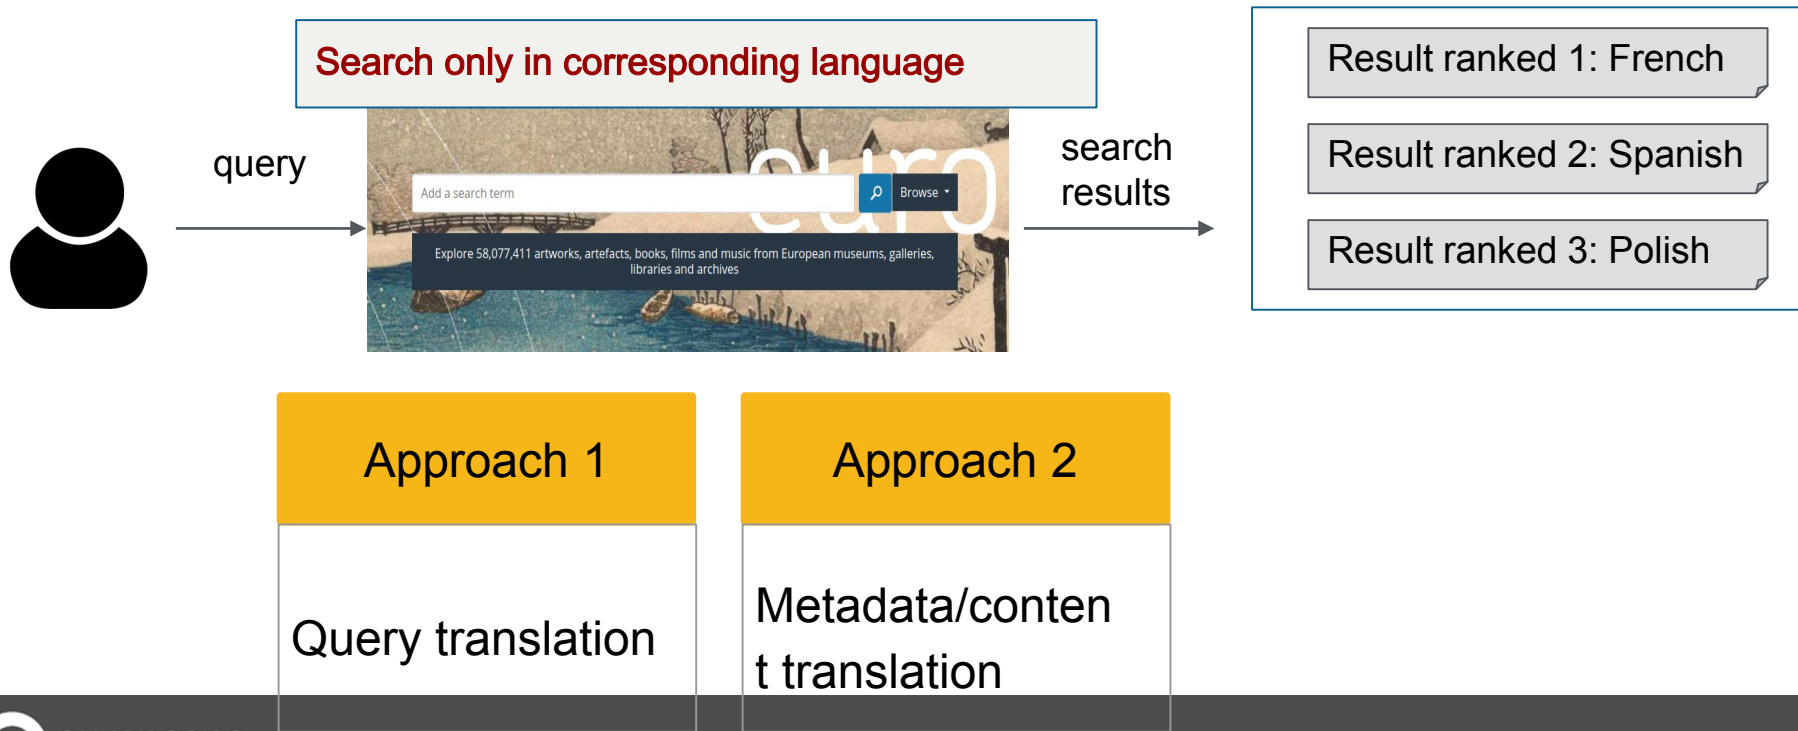 Search only in corresponding language
query
euro
Add a search term
Browse
Explore 58,077,411 artworks, artefacts, books, films and music from European museums, galleries,
libraries and archives
search
results
Result ranked 1: French
Result ranked 2: Spanish
Result ranked 3: Polish
Approach 1
Query translation
Approach 2
Metadata/conten
t translation